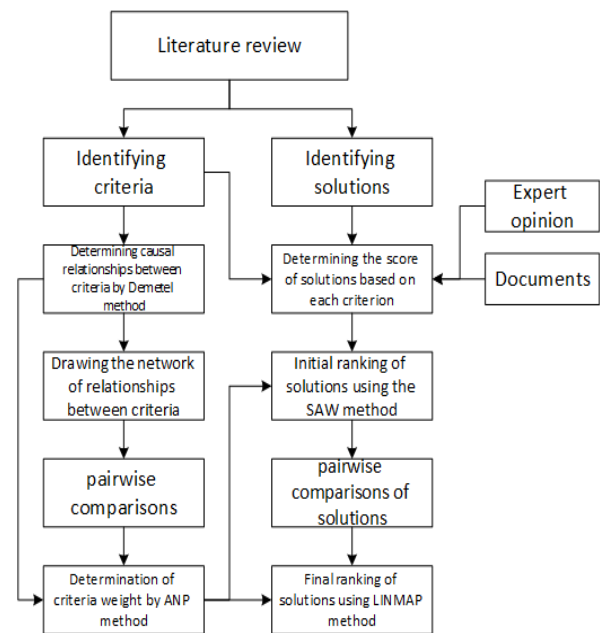 Literature review
Identifying
criteria
Identifying
solutions
Expert
opinion
Determining causal
relationships between
criteria by Demetel
method
Determining the score
of solutions based on
each criterion
Documents
Drawing the network
of relationships
between criteria
Initial ranking of
solutions using the
SAW method
pairwise
comparisons
pairwise
comparisons of
solutions
Determination of
criteria weight by ANP
method
Final ranking of
solutions using LINMAP
method